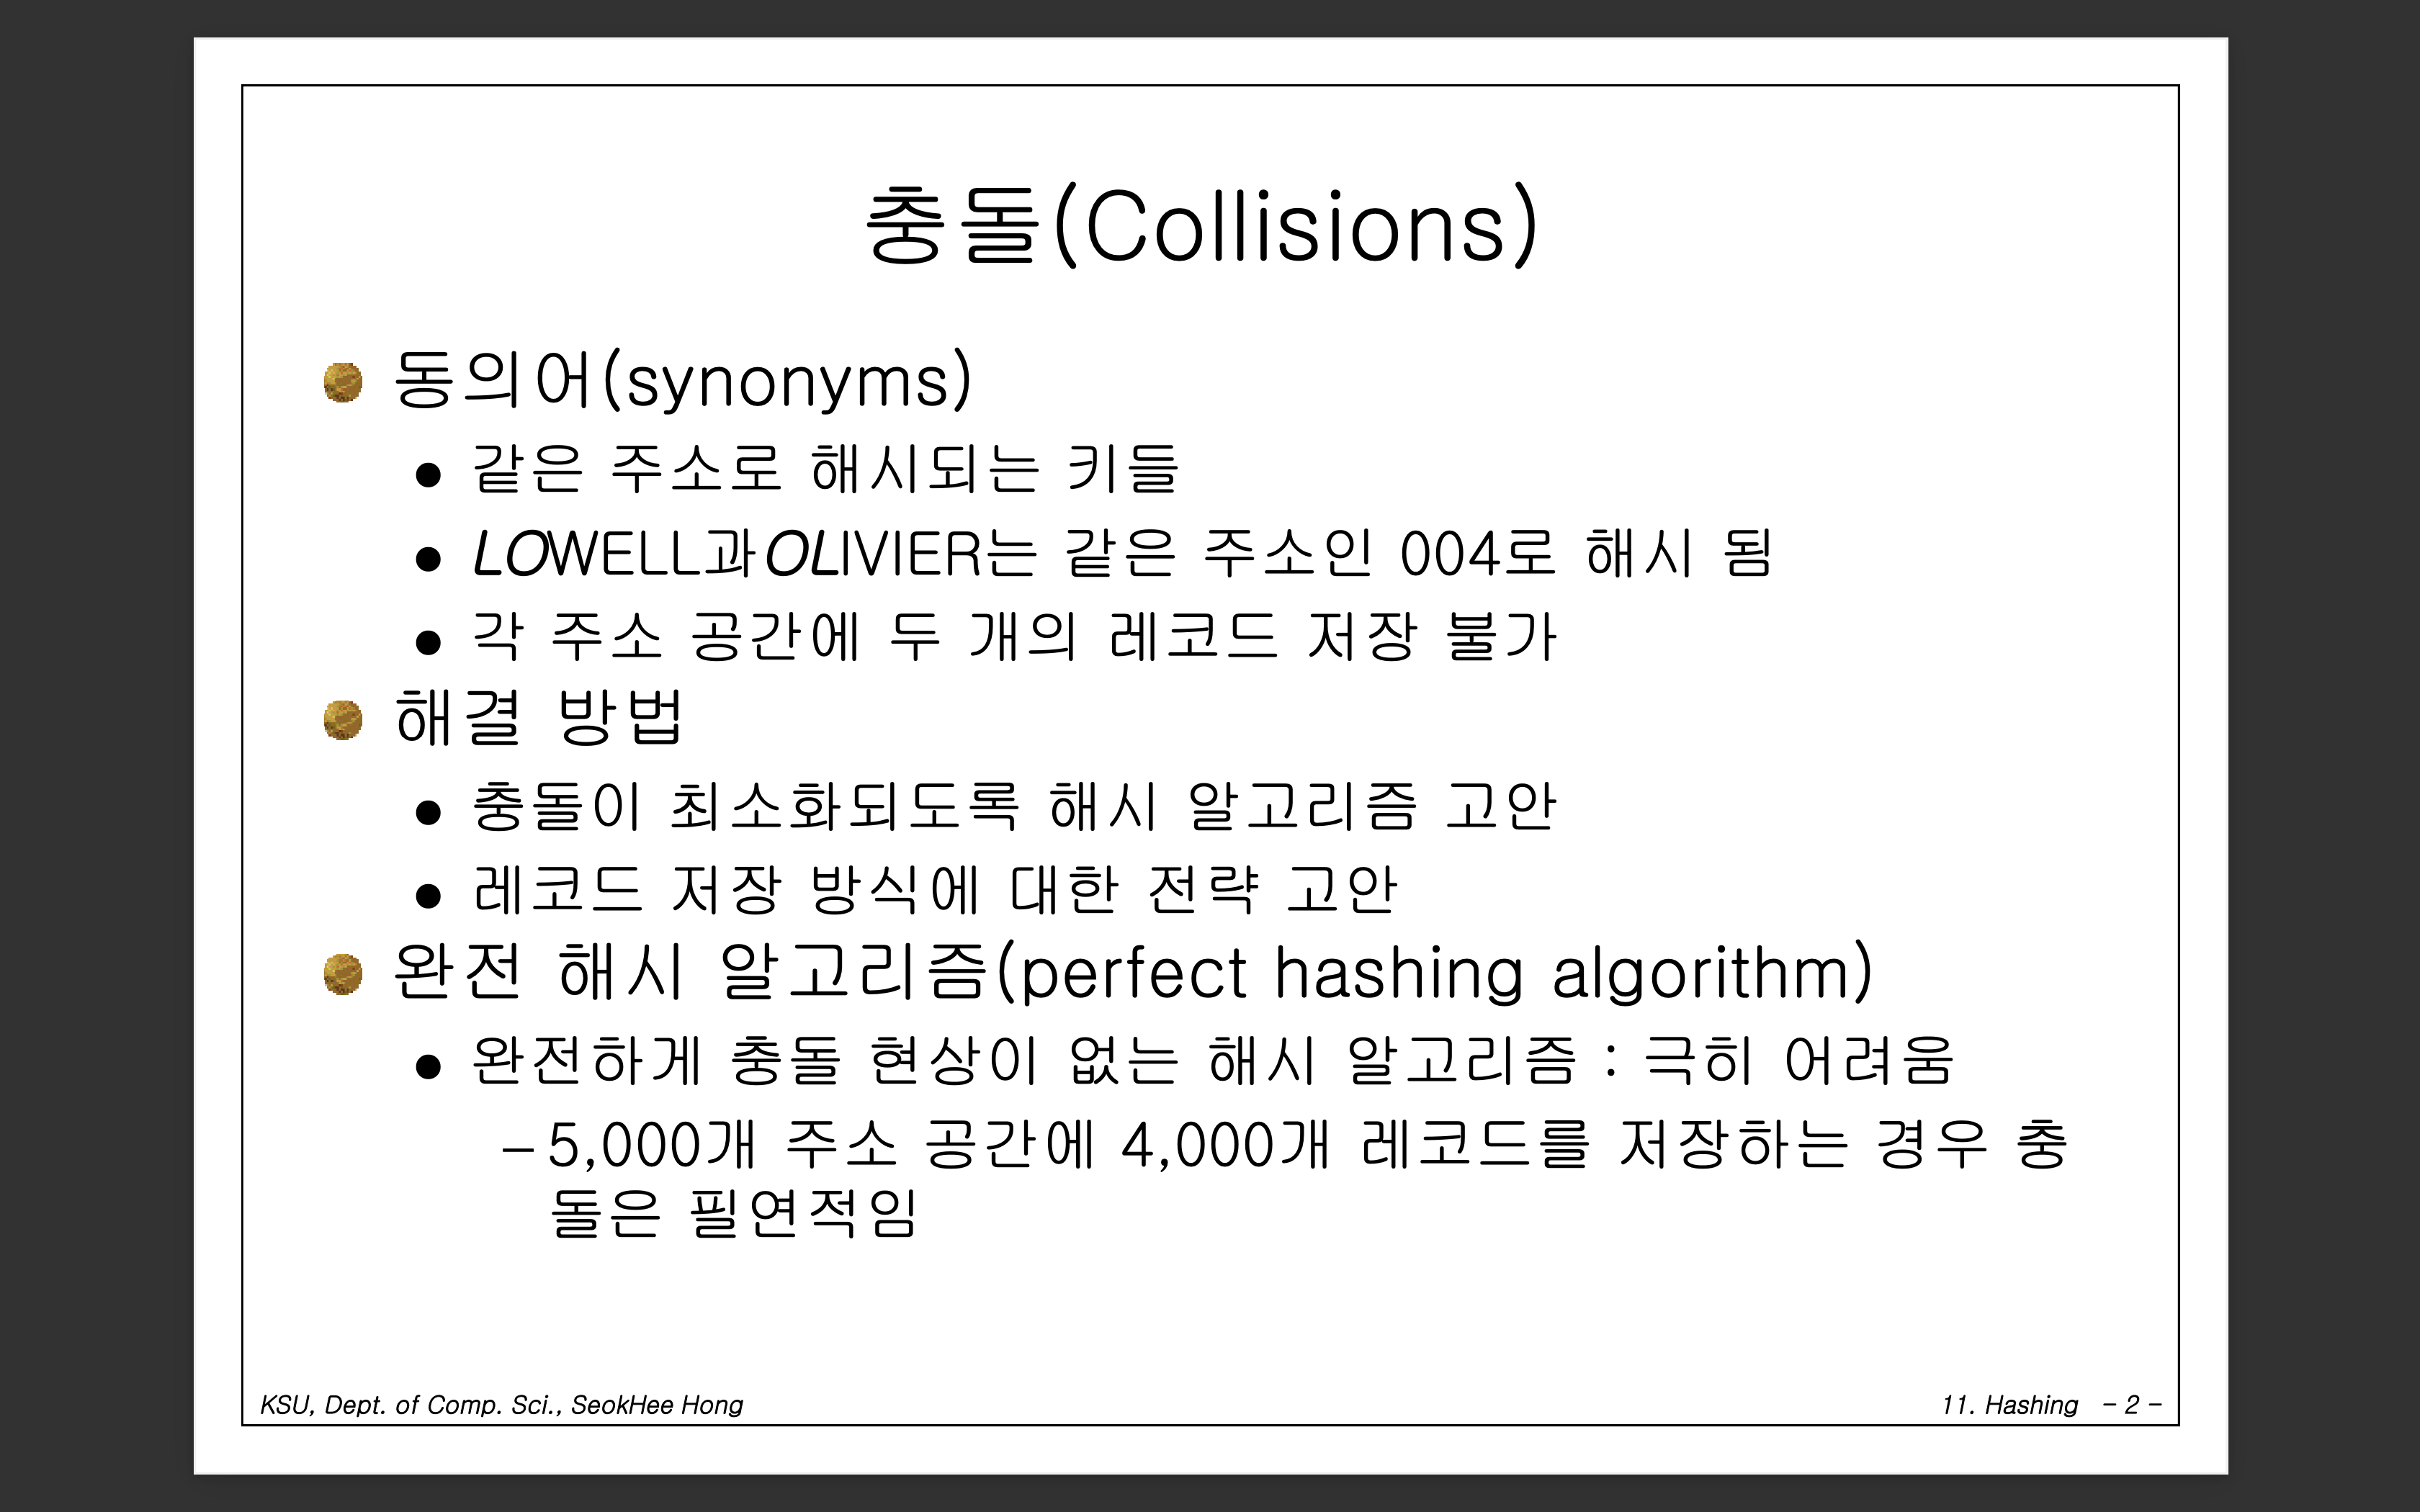 충돌(Collisions)
동의어(synonyms)
● 같은 주소로 해시되는 키들
● LOWELL과OLIVIER는 같은 주소인 004로 해시 됨
● 각 주소 공간에 두 개의 레코드 저장 불가
해결 방법
● 충돌이 최소화되도록 해시 알고리즘 고안
● 레코드 저장 방식에 대한 전략 고안
완전 해시 알고리즘(perfect hashing algorithm)
● 완전하게 충돌 현상이 없는 해시 알고리즘 : 극히 어려움
– 5,000개 주소 공간에 4,000개 레코드를 저장하는 경우 충
돌은 필연적임
KSU, Dept. of Comp. Sci., SeokHee Hong
11. Hashing – 2 –